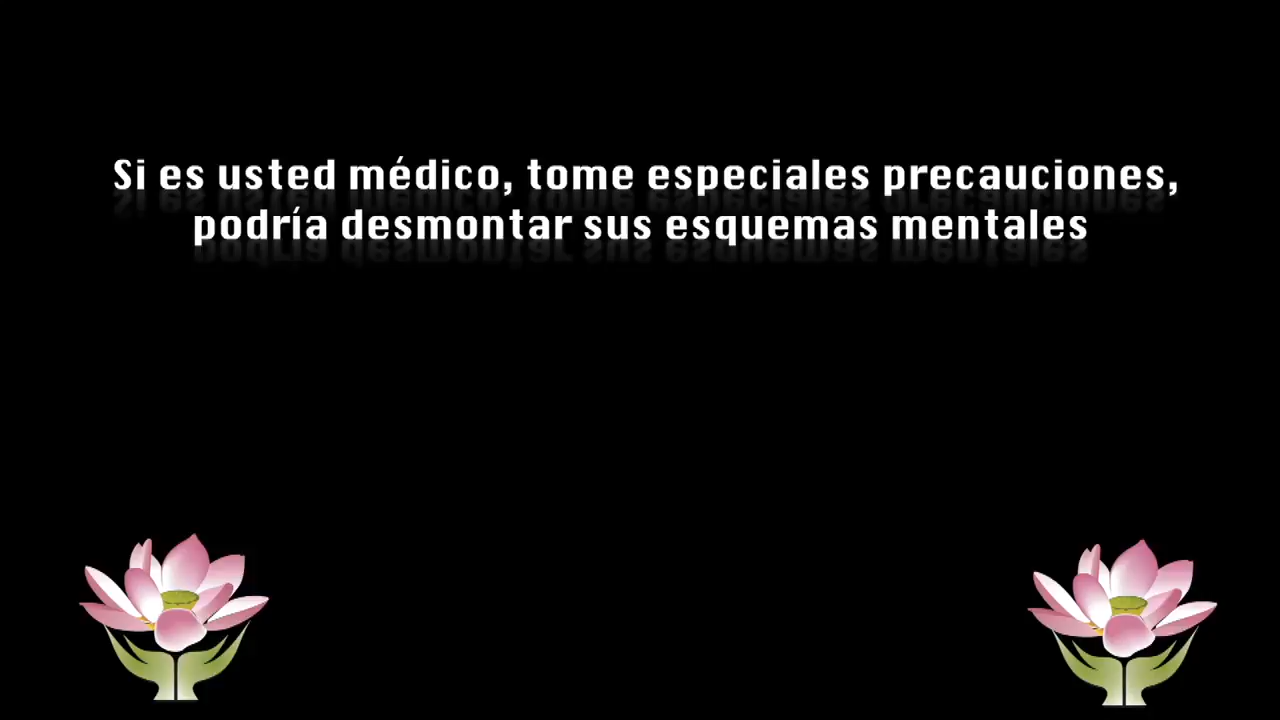 Si es usted médico, tome especiales precauciones,
podría desmontar sus esquemas mentales